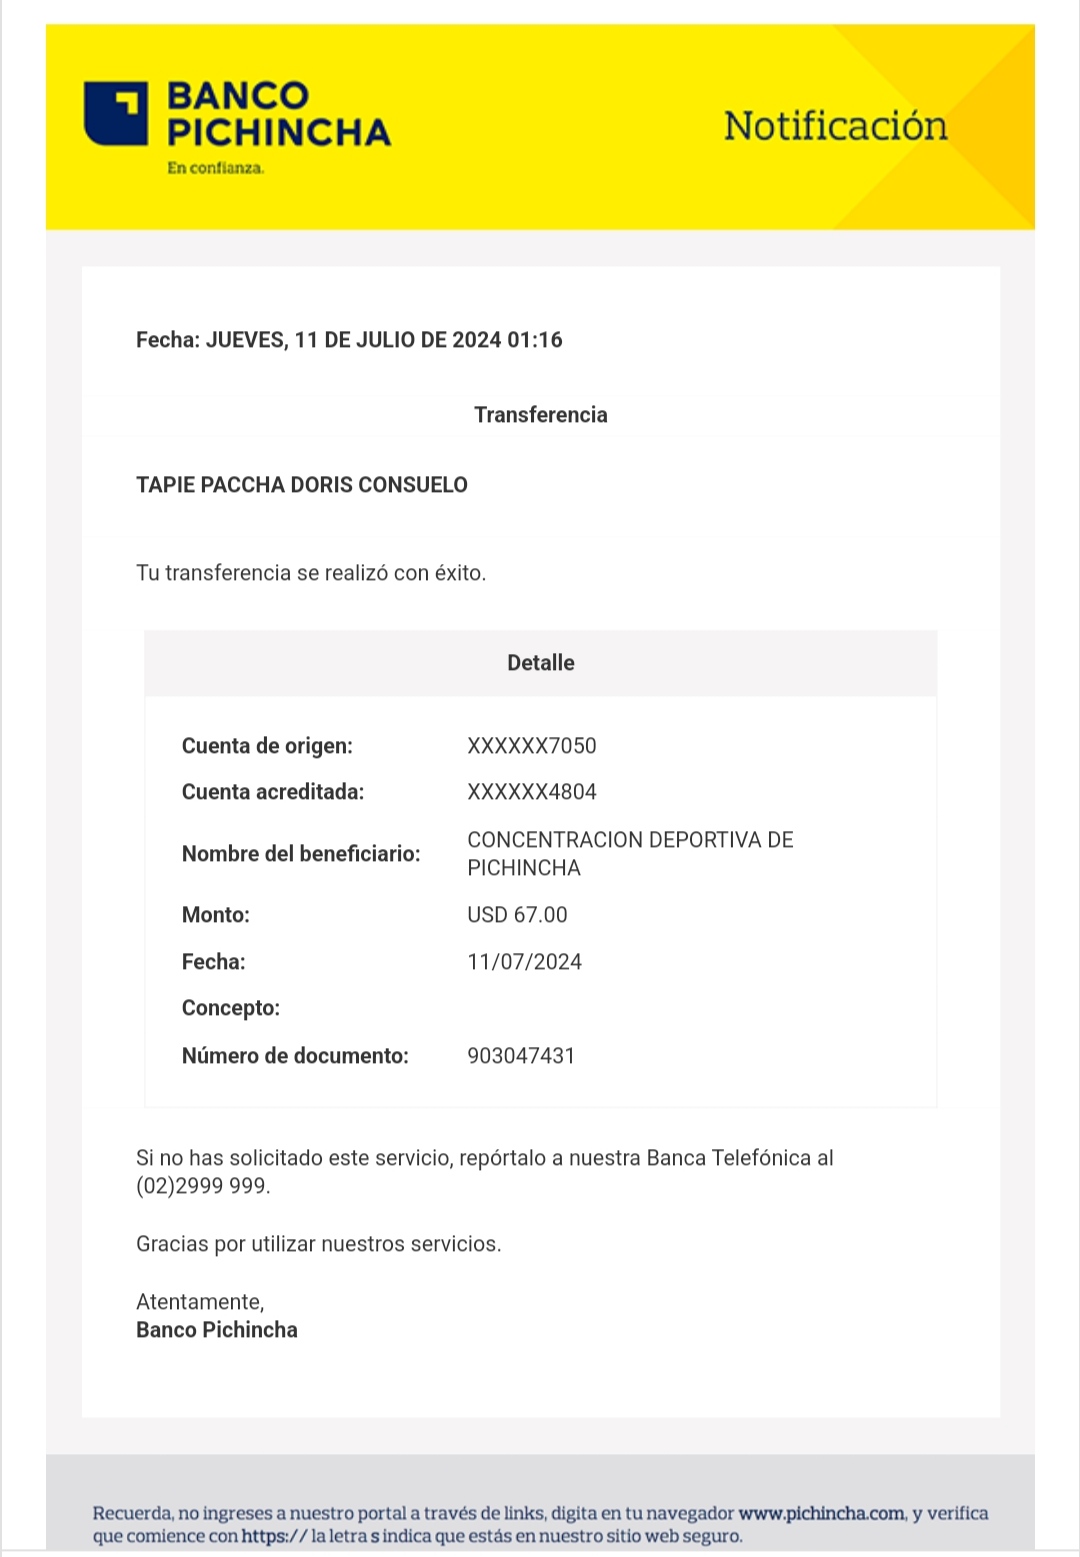 BANCO
PICHINCHA
En confianza.
Notificación
Fecha: JUEVES, 11 DE JULIO DE 2024 01:16
Transferencia
TAPIE PACCHA DORIS CONSUELO
Tu transferencia se realizó con éxito.
Detalle
Cuenta de origen: XXXXXX7050
Cuenta acreditada: XXXXXX4804
Nombre del beneficiario: CONCENTRACION DEPORTIVA DE
PICHINCHA
Monto: USD 67.00
Fecha: 11/07/2024
Concepto:
Número de documento: 903047431
Si no has solicitado este servicio, repórtalo a nuestra Banca Telefónica al
(02)2999 999.
Gracias por utilizar nuestros servicios.
Atentamente,
Banco Pichincha
Recuerda, no ingreses a nuestro portal a través de links, digita en tu navegador www.pichincha.com, y verifica
que comience con https:// la letra s indica que estás en nuestro sitio web seguro.